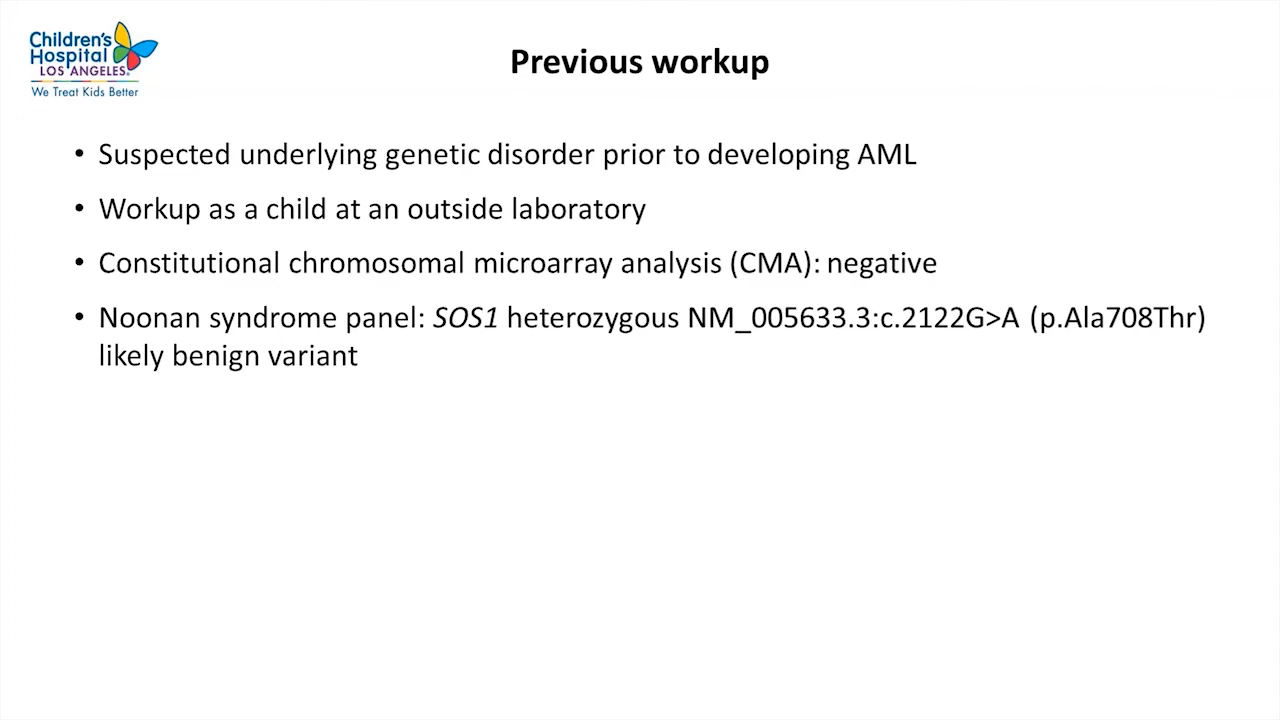 Children's
Hospital
LOS ANGELES®
We Treat Kids Better
Previous workup
• Suspected underlying genetic disorder prior to developing AML
• Workup as a child at an outside laboratory
• Constitutional chromosomal microarray analysis (CMA): negative
• Noonan syndrome panel: SOS1 heterozygous NM_005633.3:c.2122G>A (p.Ala708Thr)
likely benign variant